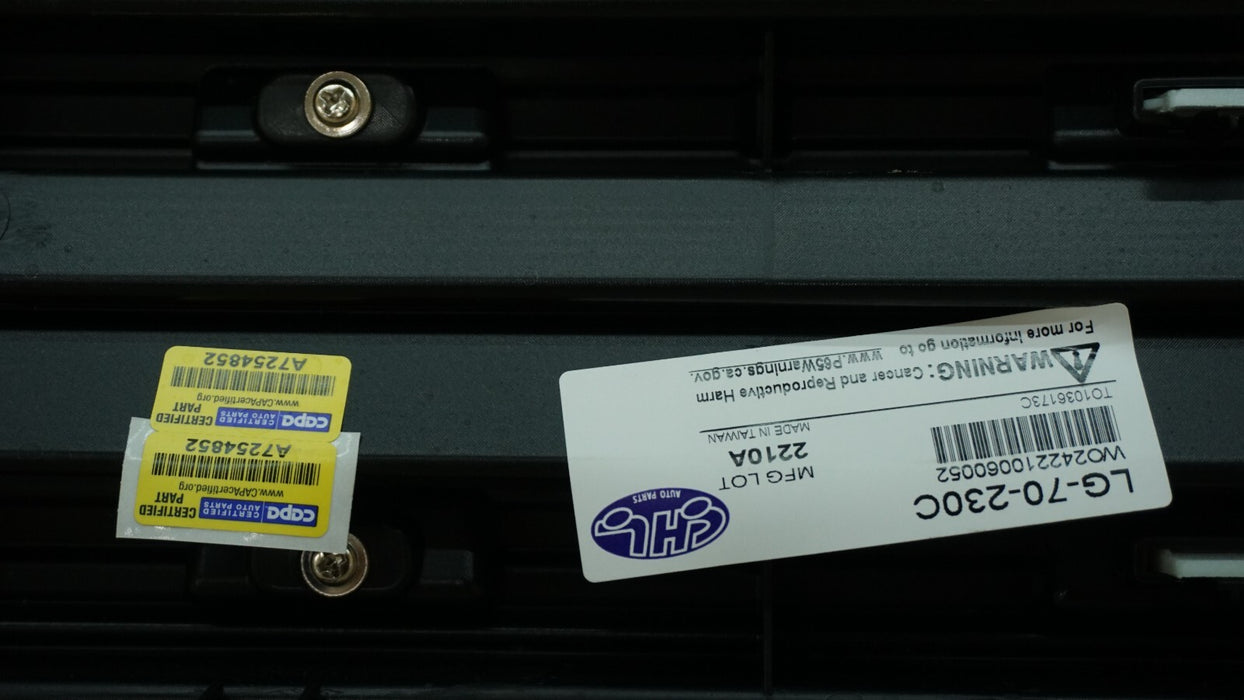 LG-70-230C
WO242210060052
TO1036173C
CHL
AUTO PARTS
MFG LOT
2210A
MADE IN TAIWAN
WARNING: Cancer and Reproductive Harm
For more information go to www.P65Warnings.ca.gov.
capa CERTIFIED AUTO PARTS
CERTIFIED PART
www.CAPAcertified.org
A7254852
capa CERTIFIED AUTO PARTS
CERTIFIED PART
www.CAPAcertified.org
A7254852